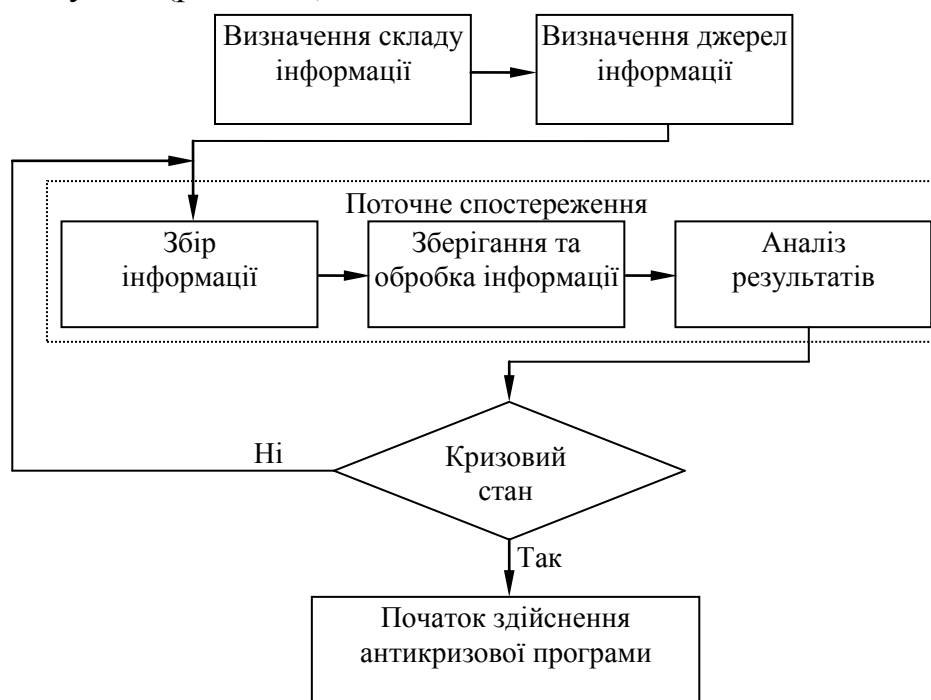 Визначення складу
інформації
Визначення джерел
інформації
Поточне спостереження
Збір
інформації
Зберігання та
обробка інформації
Аналіз
результатів
Ні
Кризовий
стан
Так
Початок здійснення
антикризової програми